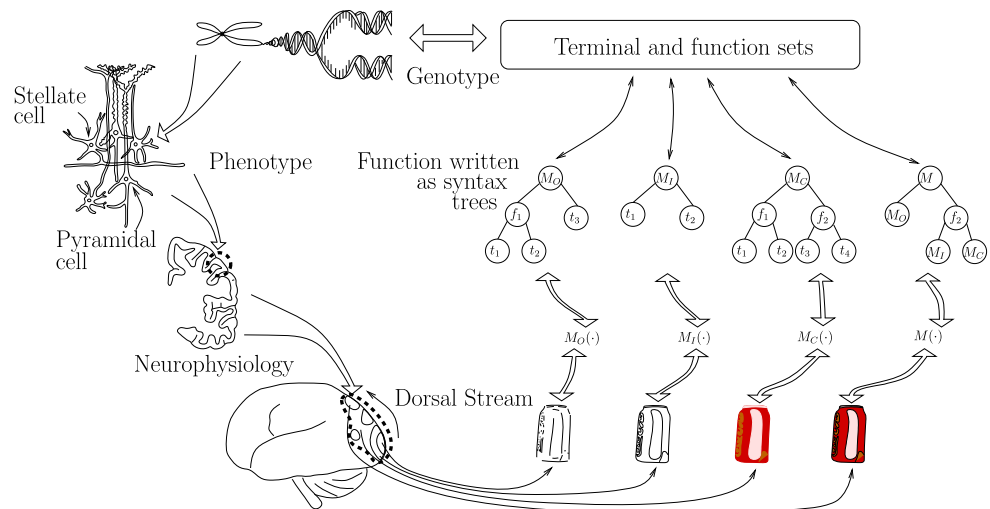 Terminal and function sets
Genotype
Stellate
cell
Phenotype
Function written
as syntax
trees
M_O
M_I
M_C
M
f_1
t_3
t_1
t_2
f_1
f_2
M_O
f_2
t_1
t_2
t_1
t_2
t_3
t_4
M_I
M_C
Pyramidal
cell
M_O(·)
M_I(·)
M_C(·)
M(·)
Neurophysiology
Dorsal Stream